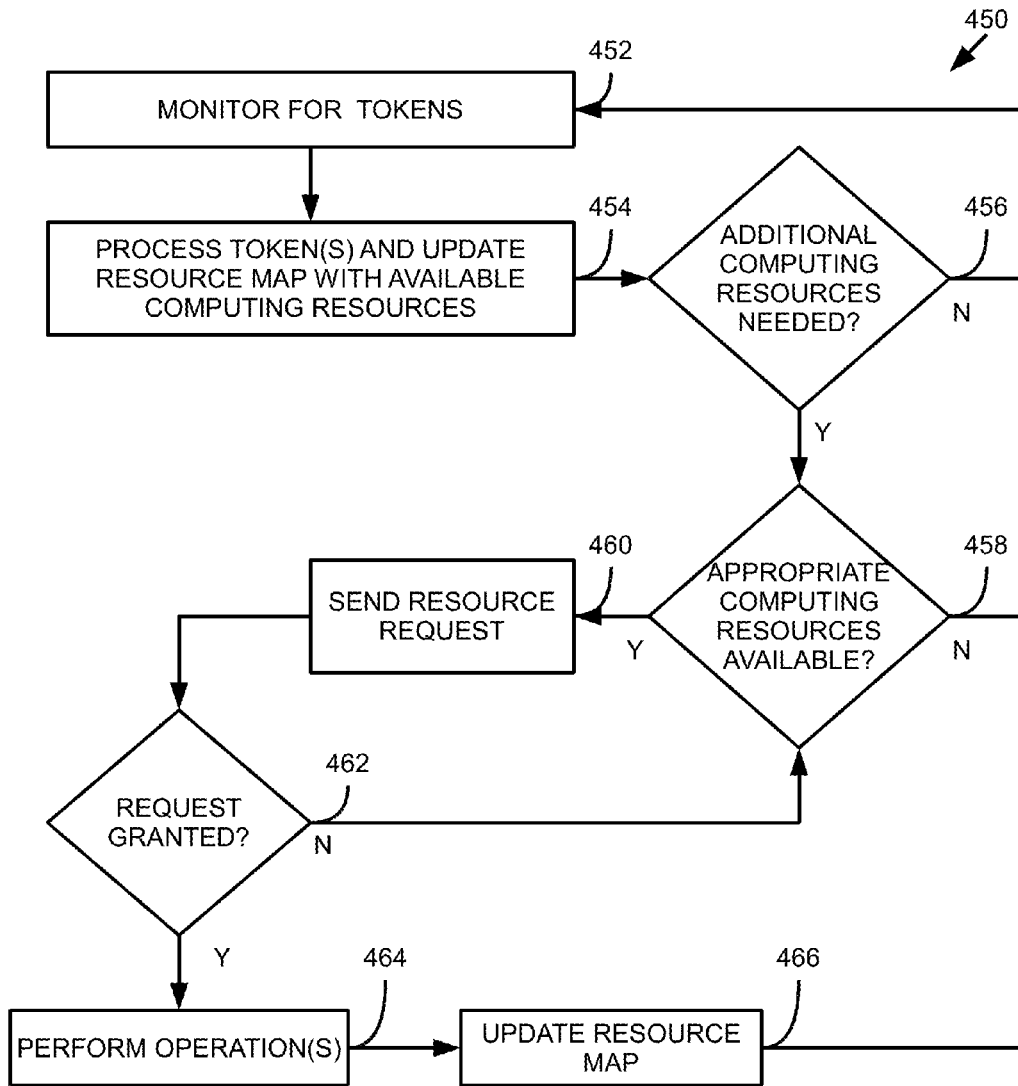 450
452
MONITOR FOR TOKENS
454
PROCESS TOKEN(S) AND UPDATE
RESOURCE MAP WITH AVAILABLE
COMPUTING RESOURCES
456
ADDITIONAL
COMPUTING
RESOURCES
NEEDED?
N
Y
458
APPROPRIATE
COMPUTING
RESOURCES
AVAILABLE?
N
Y
460
SEND RESOURCE
REQUEST
462
REQUEST
GRANTED?
N
Y
464
PERFORM OPERATION(S)
466
UPDATE RESOURCE
MAP